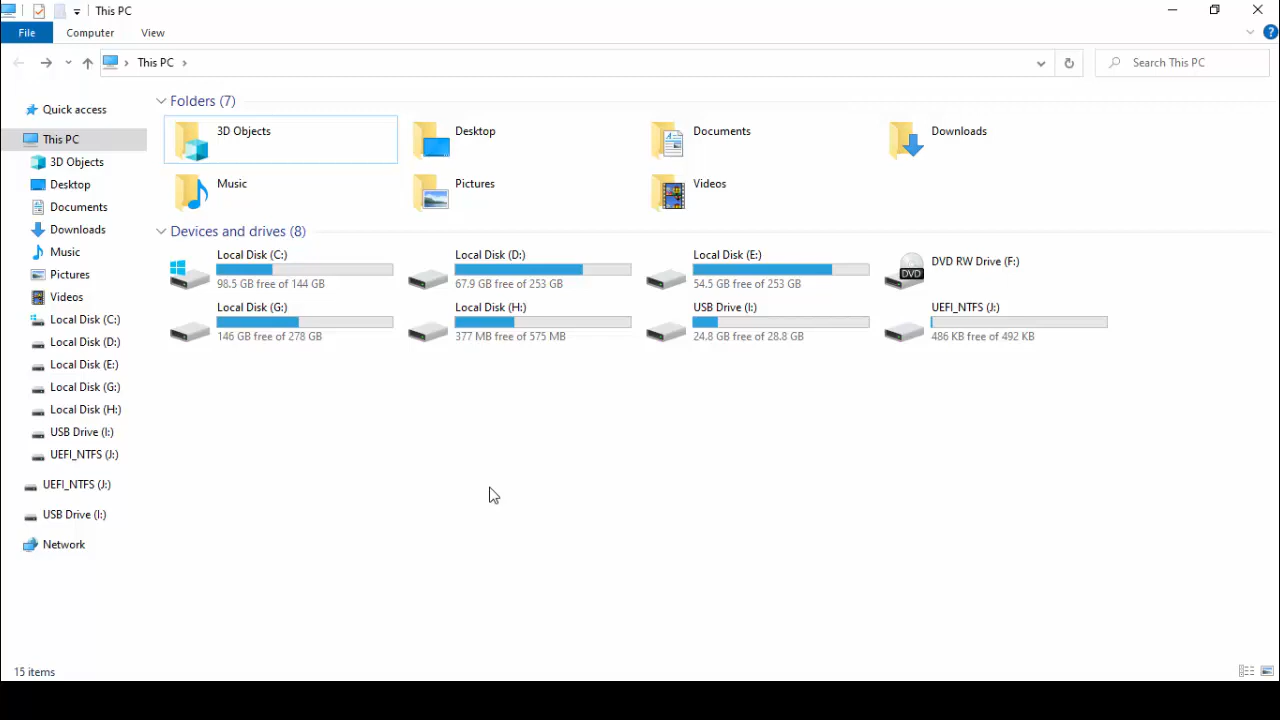 This PC
File
Computer
View
?
This PC
Search This PC
Quick access
This PC
3D Objects
Desktop
Documents
Downloads
Music
Pictures
Videos
Local Disk (C:)
Local Disk (D:)
Local Disk (E:)
Local Disk (G:)
Local Disk (H:)
USB Drive (I:)
UEFI_NTFS (J:)
UEFI_NTFS (J:)
USB Drive (I:)
Network
Folders (7)
3D Objects
Desktop
Documents
Downloads
Music
Pictures
Videos
Devices and drives (8)
Local Disk (C:)
98.5 GB free of 144 GB
Local Disk (D:)
67.9 GB free of 253 GB
Local Disk (E:)
54.5 GB free of 253 GB
DVD
DVD RW Drive (F:)
Local Disk (G:)
146 GB free of 278 GB
Local Disk (H:)
377 MB free of 575 MB
USB Drive (I:)
24.8 GB free of 28.8 GB
UEFI_NTFS (J:)
486 KB free of 492 KB
15 items